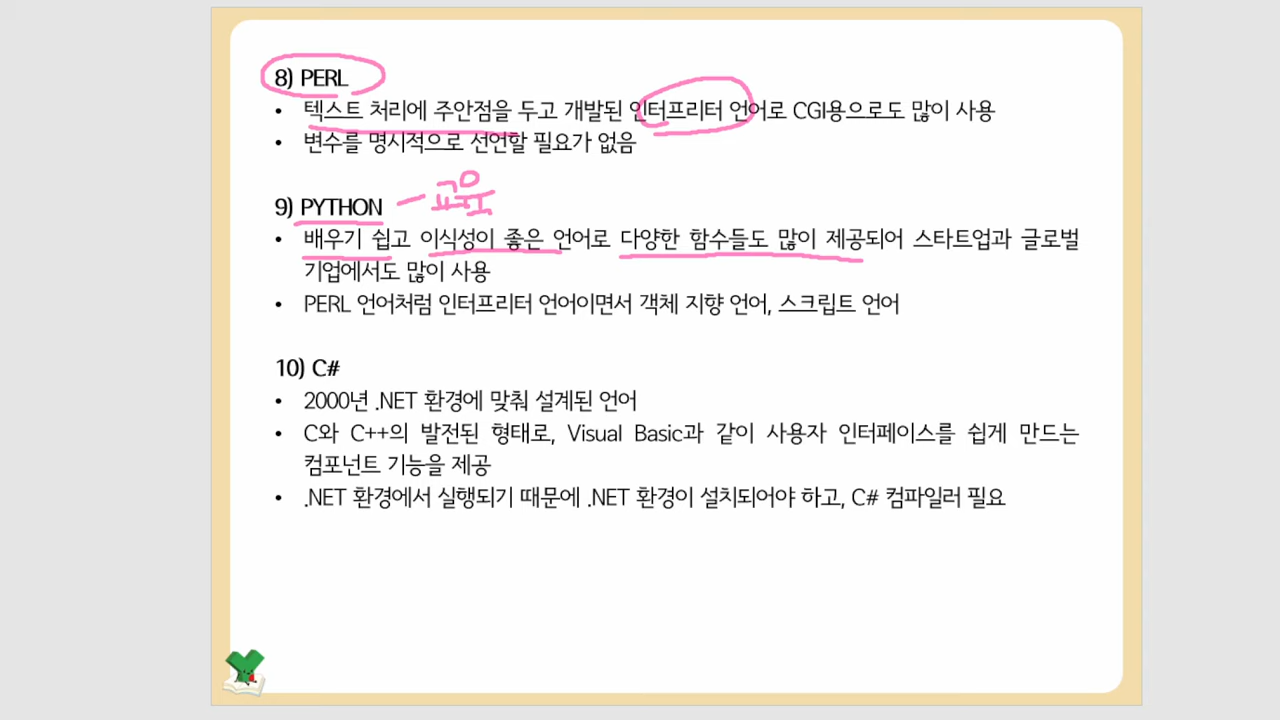 8) PERL
• 텍스트 처리에 주안점을 두고 개발된 인터프리터 언어로 CGI용으로도 많이 사용
• 변수를 명시적으로 선언할 필요가 없음
9) PYTHON - 교육
• 배우기 쉽고 이식성이 좋은 언어로 다양한 함수들도 많이 제공되어 스타트업과 글로벌
기업에서도 많이 사용
• PERL 언어처럼 인터프리터 언어이면서 객체 지향 언어, 스크립트 언어
10) C#
• 2000년 .NET 환경에 맞춰 설계된 언어
• C와 C++의 발전된 형태로, Visual Basic과 같이 사용자 인터페이스를 쉽게 만드는
컴포넌트 기능을 제공
• .NET 환경에서 실행되기 때문에 .NET 환경이 설치되어야 하고, C# 컴파일러 필요